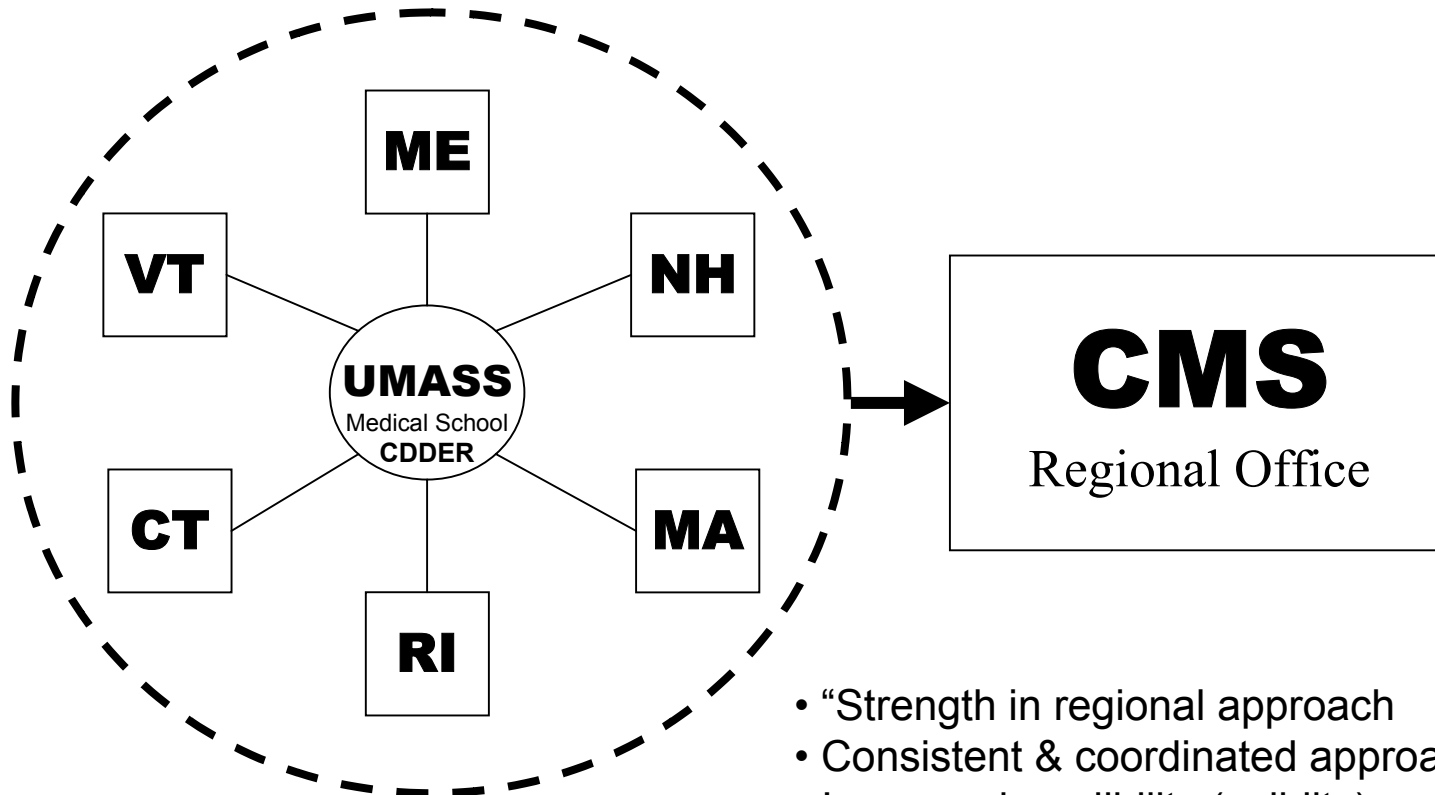 ME
VT
NH
UMASS
Medical School
CDDER
CT
MA
RI
CMS
Regional Office
• “Strength in regional approach
• Consistent & coordinated